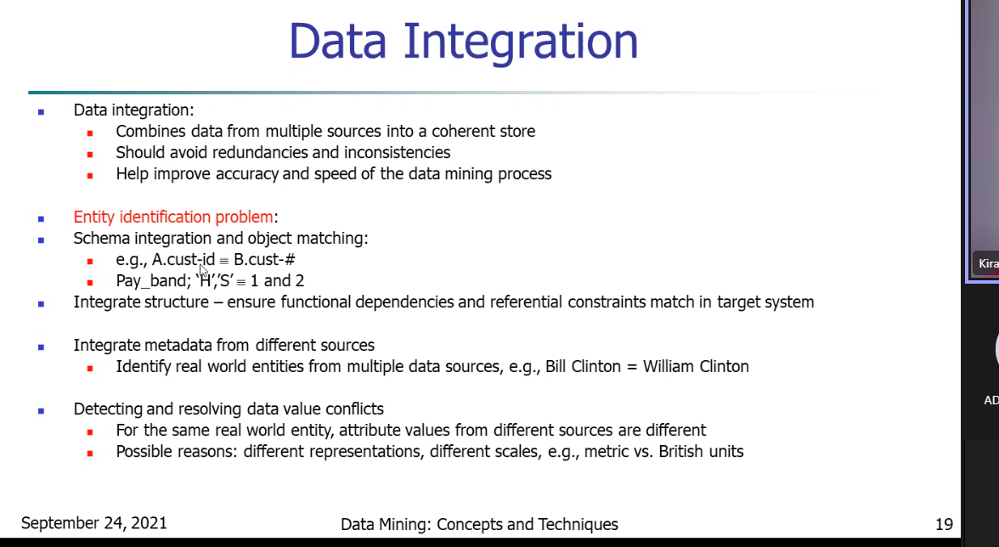 Data Integration
Data integration:
Combines data from multiple sources into a coherent store
Should avoid redundancies and inconsistencies
Help improve accuracy and speed of the data mining process
Entity identification problem:
Schema integration and object matching:
e.g., A.cust-id ≡ B.cust-#
Pay_band; ‘H’,’S’ ≡ 1 and 2
Integrate structure – ensure functional dependencies and referential constraints match in target system
Integrate metadata from different sources
Identify real world entities from multiple data sources, e.g., Bill Clinton = William Clinton
Detecting and resolving data value conflicts
For the same real world entity, attribute values from different sources are different
Possible reasons: different representations, different scales, e.g., metric vs. British units
September 24, 2021
Data Mining: Concepts and Techniques
19
Kira
AD